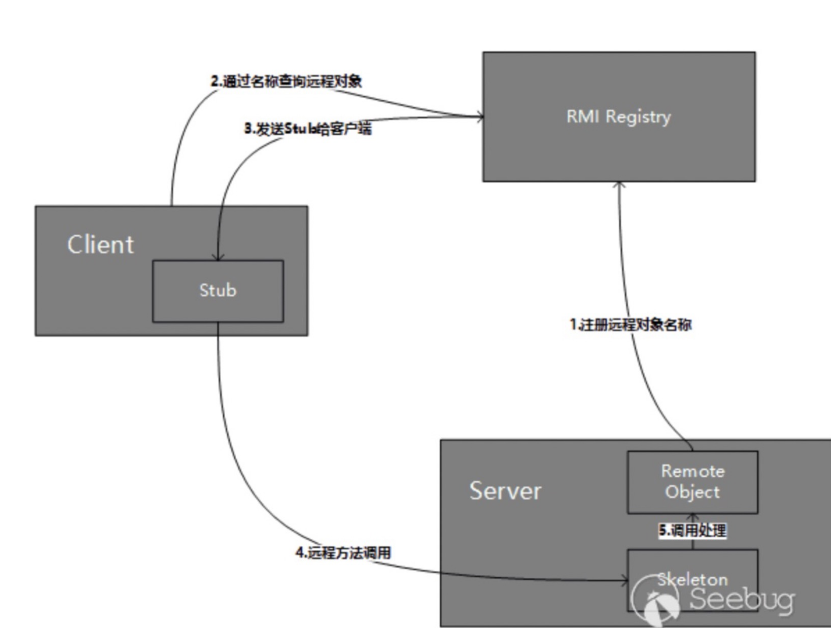 2.通过名称查询远程对象
RMI Registry
3.发送Stub给客户端
Client
Stub
1.注册远程对象名称
Remote
Object
Server
5.调用处理
4.远程方法调用
Skeleton
Seebug